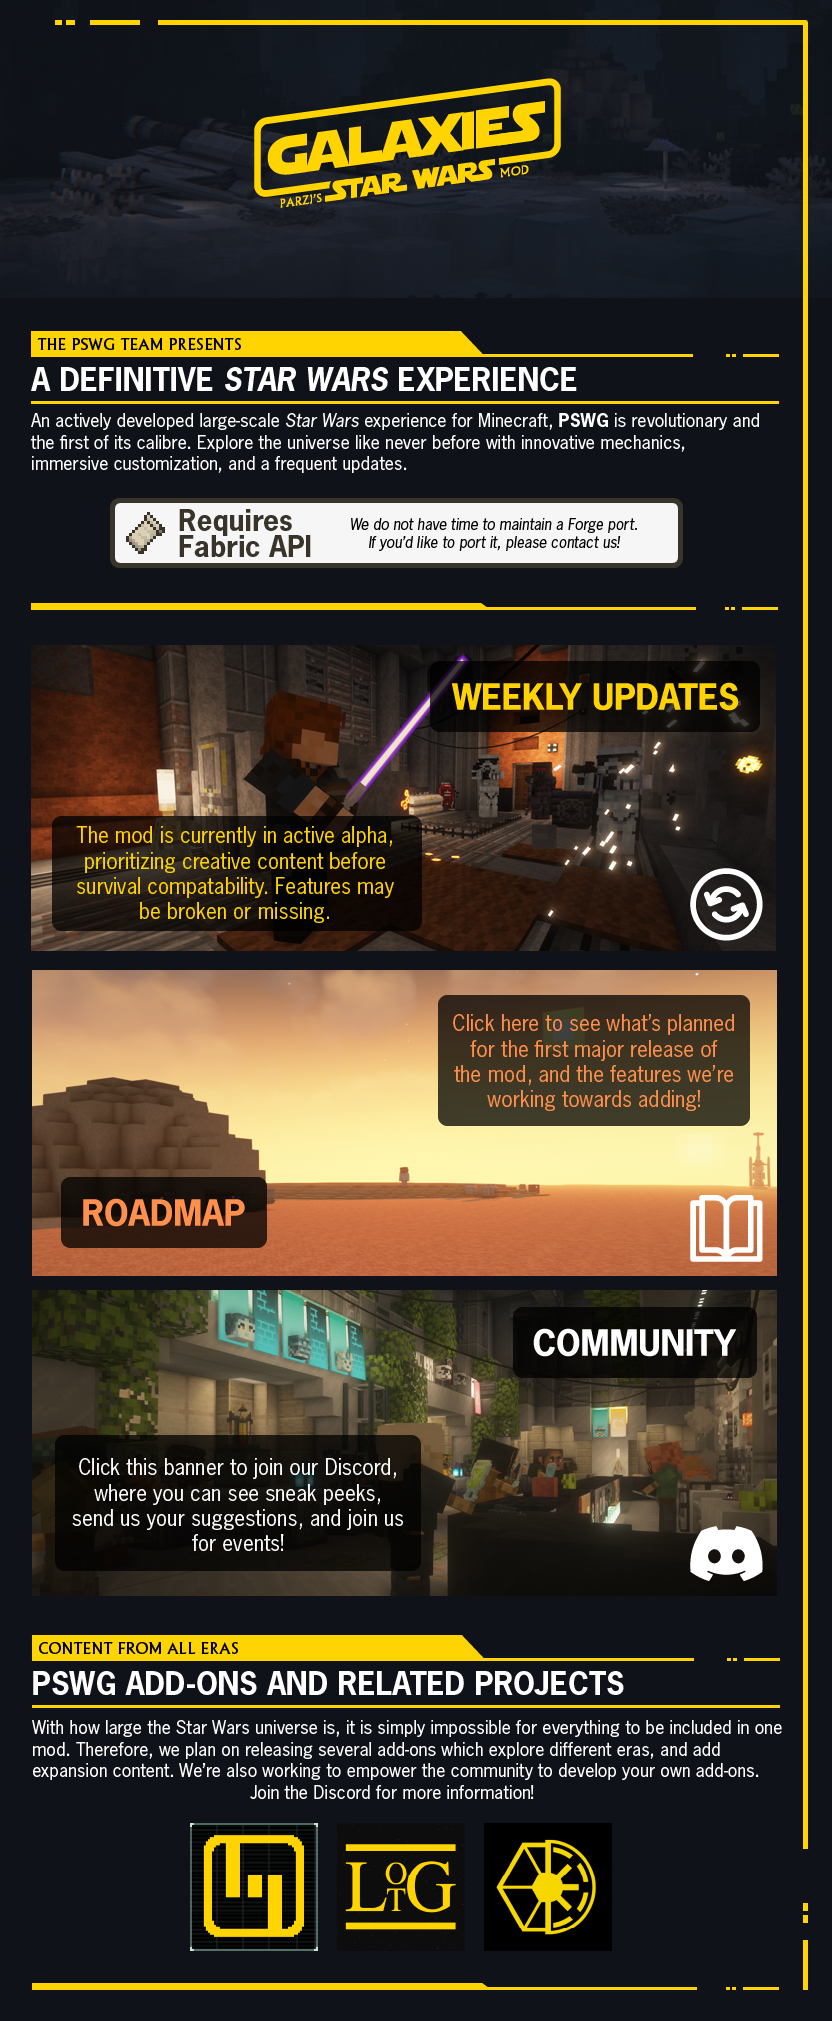 GALAXIES
PARZI'S STAR WARS MOD
THE PSWG TEAM PRESENTS
A DEFINITIVE STAR WARS EXPERIENCE
An actively developed large-scale Star Wars experience for Minecraft, PSWG is revolutionary and
the first of its calibre. Explore the universe like never before with innovative mechanics,
immersive customization, and a frequent updates.
Requires
Fabric API
We do not have time to maintain a Forge port.
If you'd like to port it, please contact us!
WEEKLY UPDATES
The mod is currently in active alpha,
prioritizing creative content before
survival compatability. Features may
be broken or missing.
Click here to see what's planned
for the first major release of
the mod, and the features we're
working towards adding!
ROADMAP
COMMUNITY
Click this banner to join our Discord,
where you can see sneak peeks,
send us your suggestions, and join us
for events!
CONTENT FROM ALL ERAS
PSWG ADD-ONS AND RELATED PROJECTS
With how large the Star Wars universe is, it is simply impossible for everything to be included in one
mod. Therefore, we plan on releasing several add-ons which explore different eras, and add
expansion content. We're also working to empower the community to develop your own add-ons.
Join the Discord for more information!
LOTG